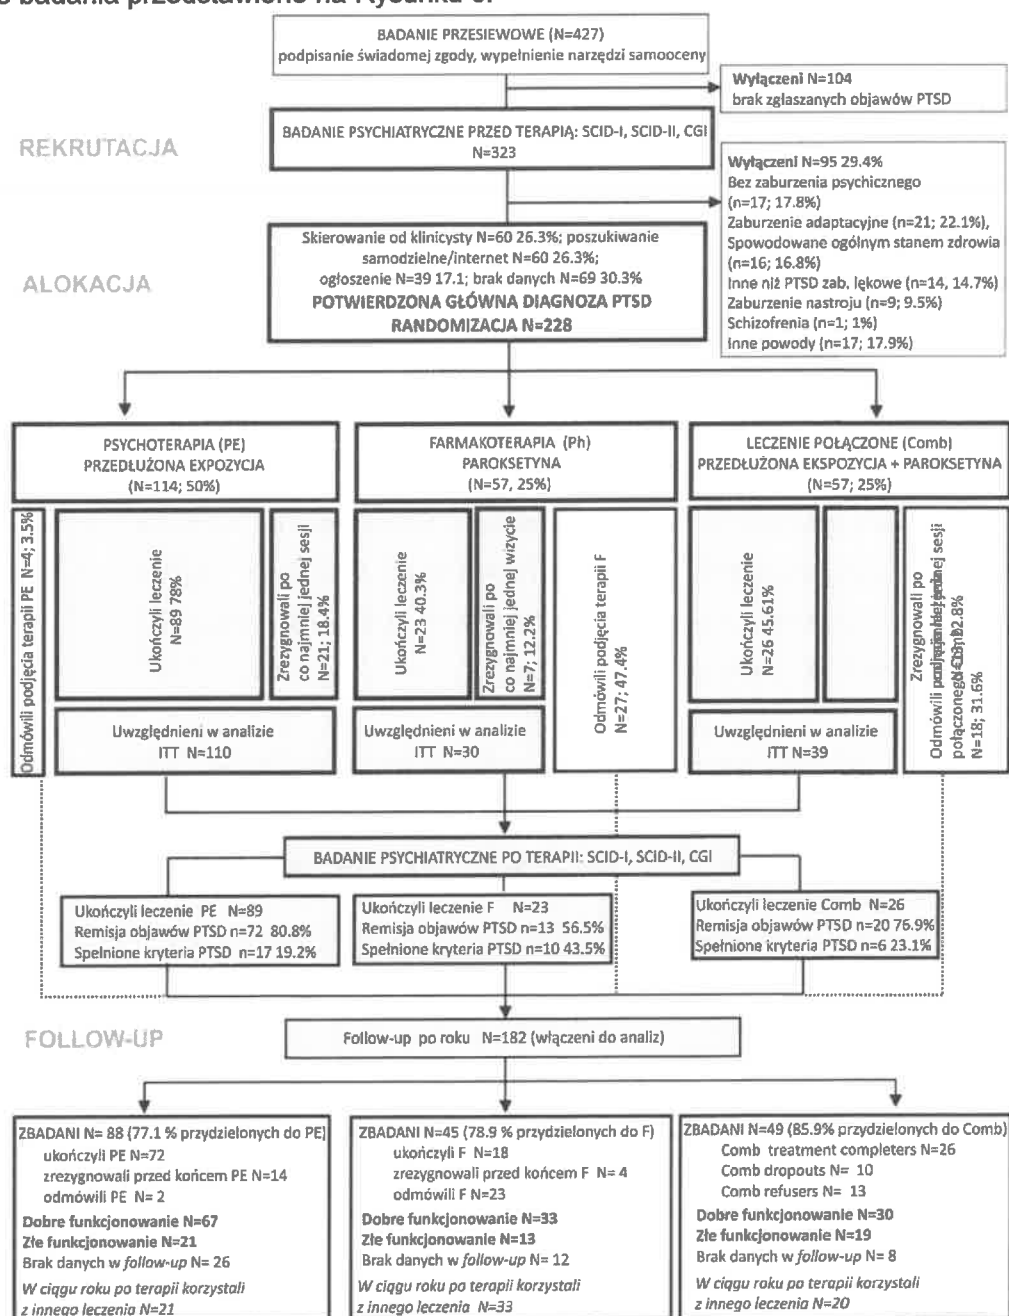 BADANIE PRZESIEWOWE (N=427)
podpisanie świadomej zgody, wypełnienie narzędzi samooceny
Wyłączeni N=104
brak zgłaszanych objawów PTSD
REKRUTACJA
BADANIE PSYCHIATRYCZNE PRZED TERAPIĄ: SCID-I, SCID-II, CGI
N=323
Wyłączeni N=95 29.4%
Bez zaburzenia psychicznego
(n=17; 17.8%)
Zaburzenie adaptacyjne (n=21; 22.1%),
Spowodowane ogólnym stanem zdrowia
(n=16; 16.8%)
Inne niż PTSD zab. lękowe (n=14, 14.7%)
Zaburzenie nastroju (n=9; 9.5%)
Schizofrenia (n=1; 1%)
Inne powody (n=17; 17.9%)
ALOKACJA
Skierowanie od klinicysty N=60 26.3%; poszukiwanie
samodzielne/internet N=60 26.3%;
ogłoszenie N=39 17.1; brak danych N=69 30.3%
POTWIERDZONA GŁÓWNA DIAGNOZA PTSD
RANDOMIZACJA N=228
PSYCHOTERAPIA (PE)
PRZEDŁUŻONA EXPOZYCJA
(N=114; 50%)
FARMAKOTERAPIA (Ph)
PAROKSETYNA
(N=57, 25%)
LECZENIE POŁĄCZONE (Comb)
PRZEDŁUŻONA EKSPOZYCJA + PAROKSETYNA
(N=57; 25%)
Odmówili podjęcia terapii PE N=4; 3.5%
Ukończyli leczenie
N=89 78%
Zrezygnowali po
co najmniej jednej sesji
N=21; 18.4%
Ukończyli leczenie
N=23 40.3%
Zrezygnowali po
co najmniej jednej wizycie
N=7; 12.2%
Odmówili podjęcia terapii F
N=27; 47.4%
Ukończyli leczenie
N=26 45.61%
Zrezygnowali po
sesji
Odmówili
połączonego
N=18; 31.6%
Uwzględnieni w analizie
ITT N=110
Uwzględnieni w analizie
ITT N=30
Uwzględnieni w analizie
ITT N=39
BADANIE PSYCHIATRYCZNE PO TERAPII: SCID-I, SCID-II, CGI
Ukończyli leczenie PE N=89
Remisja objawów PTSD n=72 80.8%
Spełnione kryteria PTSD n=17 19.2%
Ukończyli leczenie F N=23
Remisja objawów PTSD n=13 56.5%
Spełnione kryteria PTSD n=10 43.5%
Ukończyli leczenie Comb N=26
Remisja objawów PTSD n=20 76.9%
Spełnione kryteria PTSD n=6 23.1%
FOLLOW-UP
Follow-up po roku N=182 (włączeni do analiz)
ZBADANI N= 88 (77.1 % przydzielonych do PE)
ukończyli PE N=72
zrezygnowali przed końcem PE N=14
odmówili PE N= 2
Dobre funkcjonowanie N=67
Złe funkcjonowanie N=21
Brak danych w follow-up N= 26
W ciągu roku po terapii korzystali
z innego leczenia N=21
ZBADANI N=45 (78.9 % przydzielonych do F)
ukończyli F N=18
zrezygnowali przed końcem F N= 4
odmówili F N=23
Dobre funkcjonowanie N=33
Złe funkcjonowanie N=13
Brak danych w follow-up N= 12
W ciągu roku po terapii korzystali
z innego leczenia N=33
ZBADANI N=49 (85.9% przydzielonych do Comb)
Comb treatment completers N=26
Comb dropouts N= 10
Comb refusers N= 13
Dobre funkcjonowanie N=30
Złe funkcjonowanie N=19
Brak danych w follow-up N= 8
W ciągu roku po terapii korzystali
z innego leczenia N=20